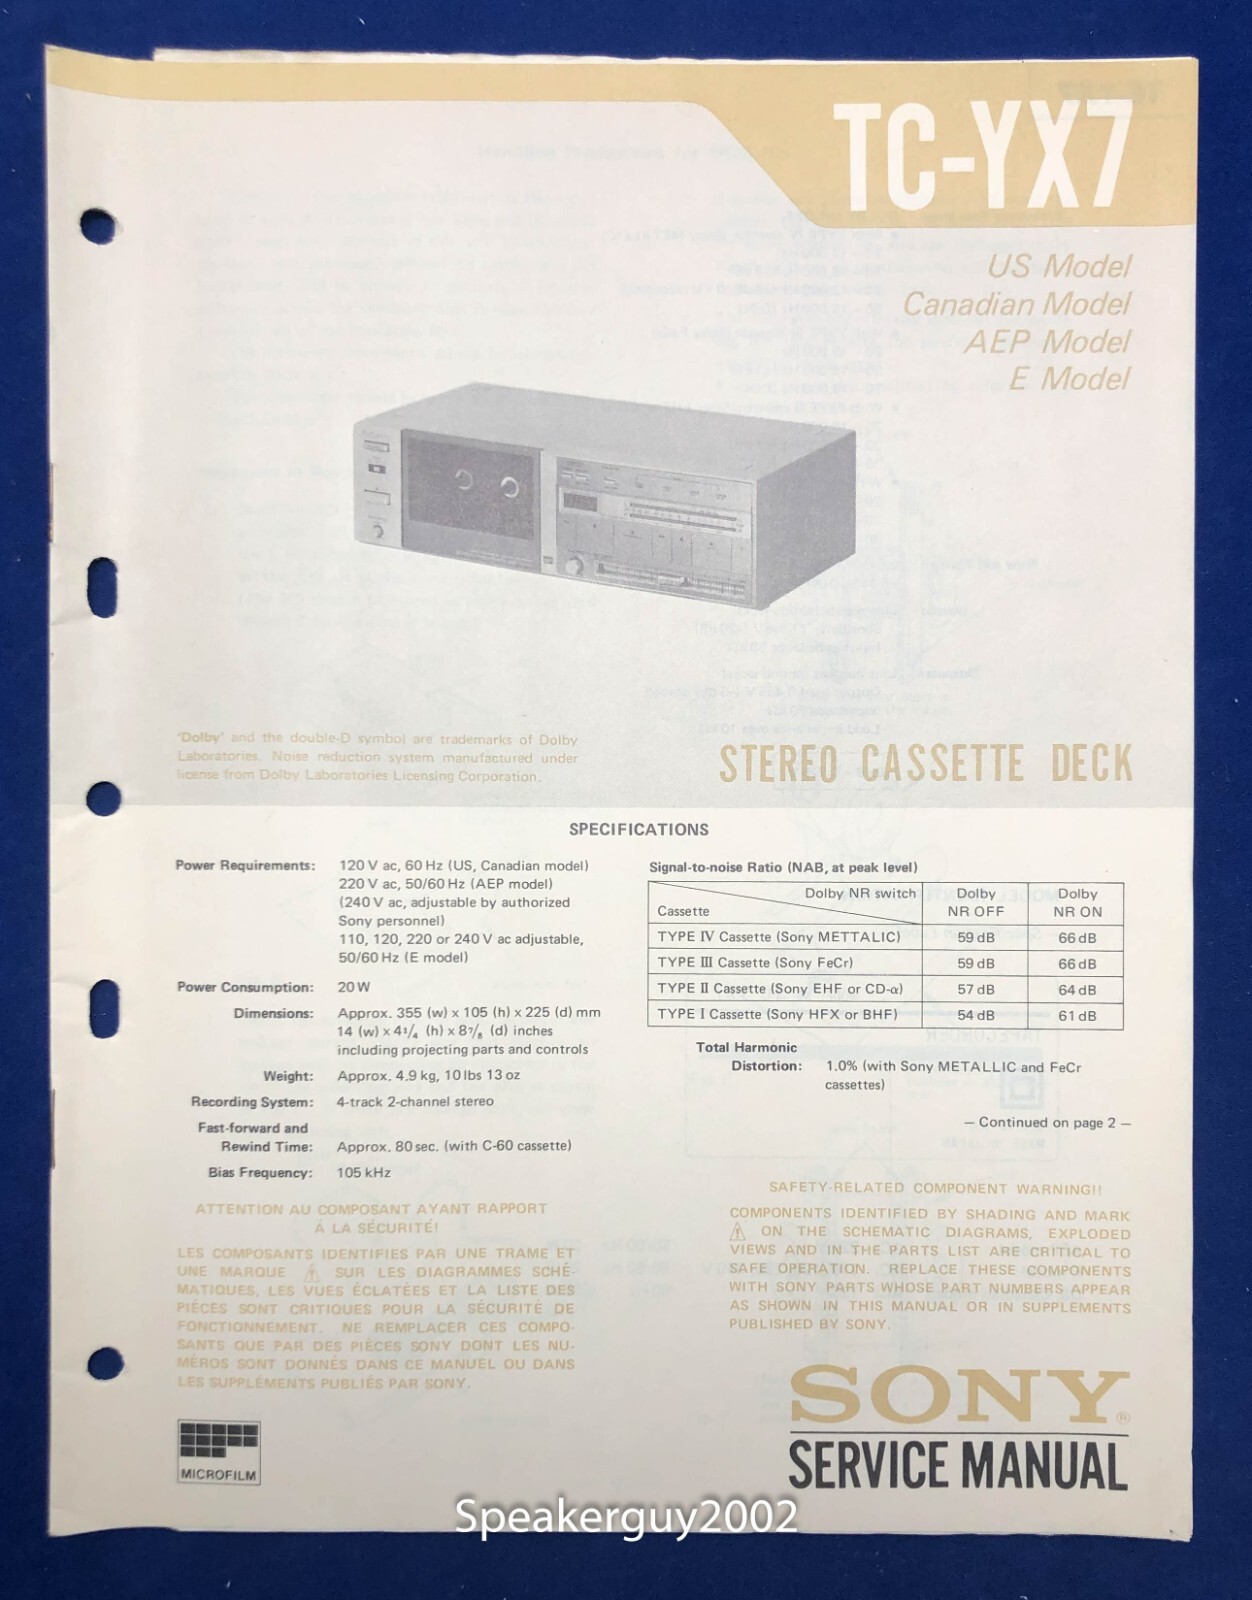 TC-YX7
US Model
Canadian Model
AEP Model
E Model
'Dolby' and the double-D symbol are trademarks of Dolby
Laboratories. Noise reduction system manufactured under
license from Dolby Laboratories Licensing Corporation.
STEREO CASSETTE DECK
SPECIFICATIONS
Power Requirements: 120 V ac, 60 Hz (US, Canadian model)
220 V ac, 50/60 Hz (AEP model)
(240 V ac, adjustable by authorized
Sony personnel)
110, 120, 220 or 240 V ac adjustable,
50/60 Hz (E model)
Power Consumption: 20 W
Dimensions: Approx. 355 (w) x 105 (h) x 225 (d) mm
14 (w) x 4 1/4 (h) x 8 7/8 (d) inches
including projecting parts and controls
Weight: Approx. 4.9 kg, 10 lbs 13 oz
Recording System: 4-track 2-channel stereo
Fast-forward and
Rewind Time: Approx. 80 sec. (with C-60 cassette)
Bias Frequency: 105 kHz
Signal-to-noise Ratio (NAB, at peak level)
Dolby NR switch Dolby Dolby
Cassette NR OFF NR ON
TYPE IV Cassette (Sony METTALIC) 59 dB 66 dB
TYPE III Cassette (Sony FeCr) 59 dB 66 dB
TYPE II Cassette (Sony EHF or CD-α) 57 dB 64 dB
TYPE I Cassette (Sony HFX or BHF) 54 dB 61 dB
Total Harmonic
Distortion: 1.0% (with Sony METALLIC and FeCr
cassettes)
— Continued on page 2 —
ATTENTION AU COMPOSANT AYANT RAPPORT
À LA SÉCURITÉ!
LES COMPOSANTS IDENTIFIES PAR UNE TRAME ET
UNE MARQUE ⚠ SUR LES DIAGRAMMES SCHÉ-
MATIQUES, LES VUES ÉCLATÉES ET LA LISTE DES
PIÈCES SONT CRITIQUES POUR LA SÉCURITÉ DE
FONCTIONNEMENT. NE REMPLACER CES COMPO-
SANTS QUE PAR DES PIÈCES SONY DONT LES NU-
MÉROS SONT DONNÉS DANS CE MANUEL OU DANS
LES SUPPLÉMENTS PUBLIÉS PAR SONY.
SAFETY-RELATED COMPONENT WARNING!!
COMPONENTS IDENTIFIED BY SHADING AND MARK
⚠ ON THE SCHEMATIC DIAGRAMS, EXPLODED
VIEWS AND IN THE PARTS LIST ARE CRITICAL TO
SAFE OPERATION. REPLACE THESE COMPONENTS
WITH SONY PARTS WHOSE PART NUMBERS APPEAR
AS SHOWN IN THIS MANUAL OR IN SUPPLEMENTS
PUBLISHED BY SONY.
MICROFILM
SONY®
SERVICE MANUAL
Speakerguy2002